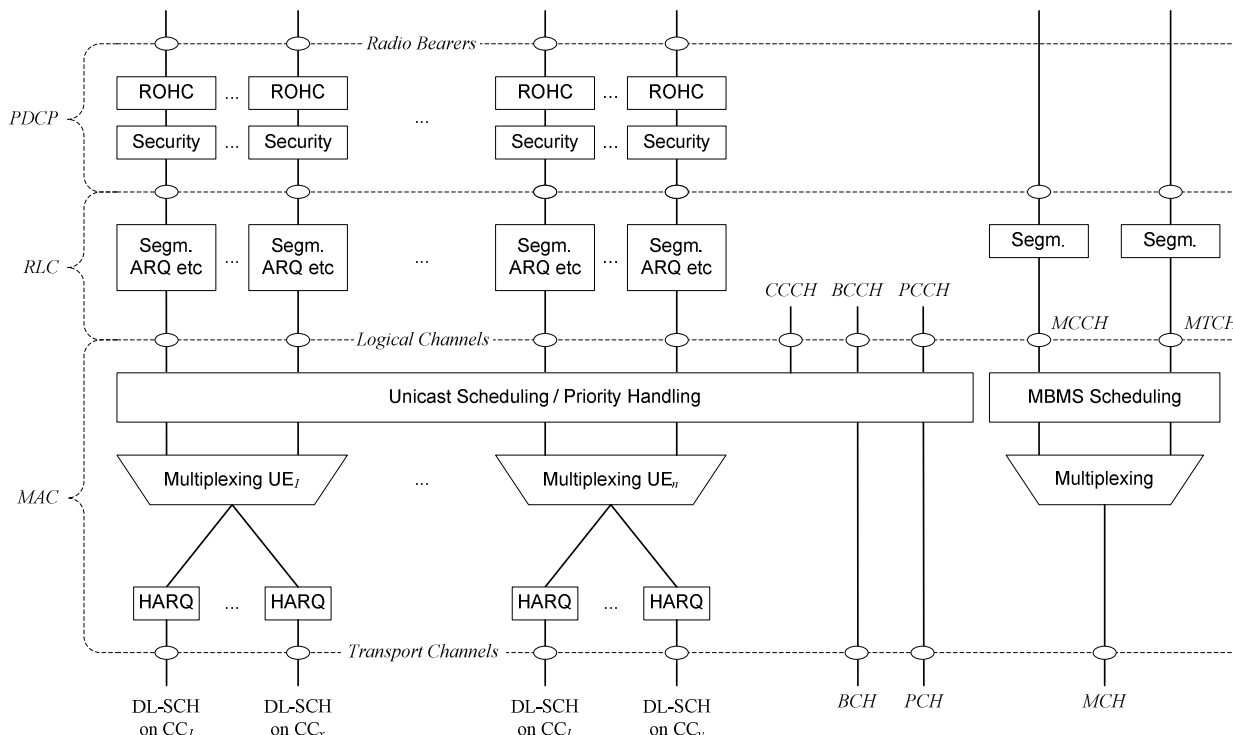 Radio Bearers
ROHC ... ROHC ROHC ... ROHC
PDCP
...
Security ... Security Security ... Security
Segm. ARQ etc ... Segm. ARQ etc ... Segm. ARQ etc ... Segm. ARQ etc
Segm. Segm.
RLC
CCCH BCCH PCCH
MCCH MTCH
Logical Channels
Unicast Scheduling / Priority Handling MBMS Scheduling
Multiplexing UE1 ... Multiplexing UEn Multiplexing
MAC
HARQ ... HARQ HARQ ... HARQ
Transport Channels
DL-SCH DL-SCH DL-SCH DL-SCH BCH PCH MCH
on CC1 on CCx on CC1 on CCy